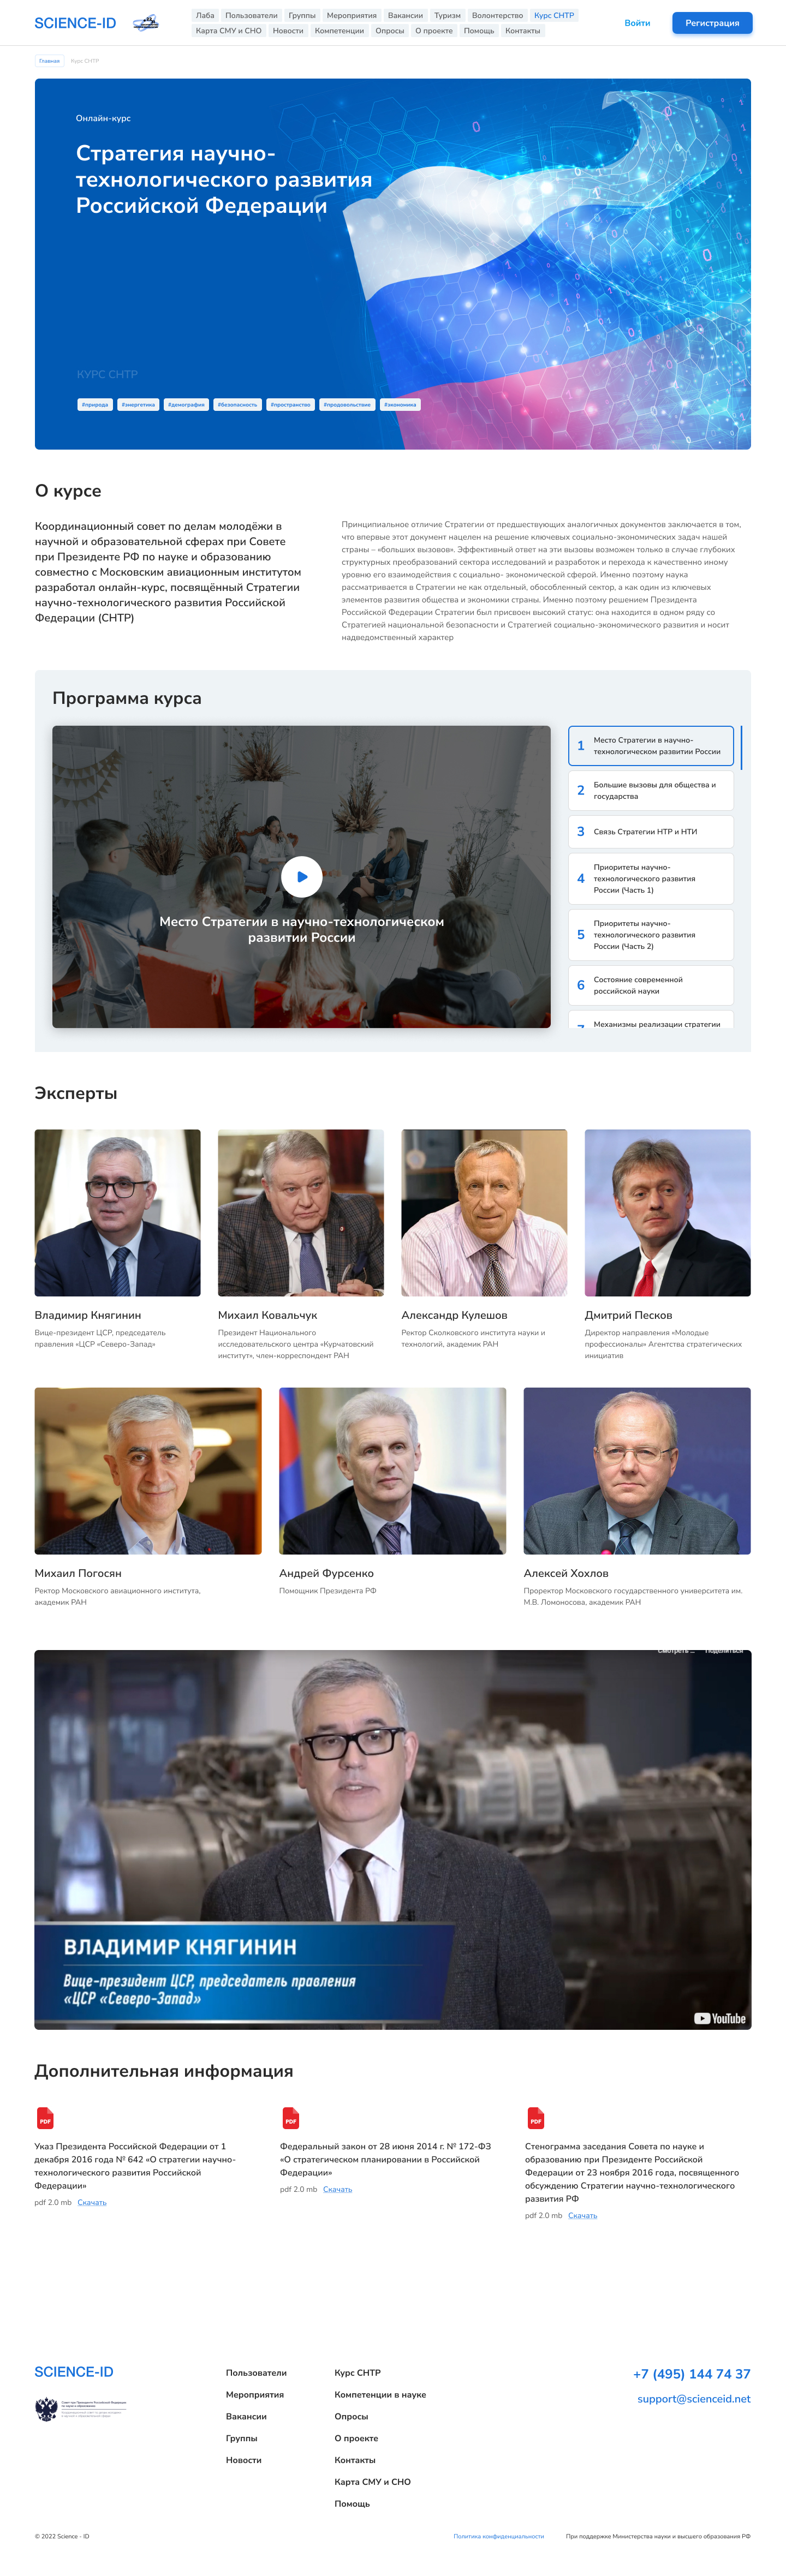 SCIENCE-ID
Лаба Пользователи Группы Мероприятия Вакансии Туризм Волонтерство Курс СНТР
Карта СМУ и СНО Новости Компетенции Опросы О проекте Помощь Контакты
Войти
Регистрация
Главная Курс СНТР
Онлайн-курс
Стратегия научно-
технологического развития
Российской Федерации
КУРС СНТР
#природа #энергетика #демография #безопасность #пространство #продовольствие #экономика
О курсе
Координационный совет по делам молодёжи в
научной и образовательной сферах при Совете
при Президенте РФ по науке и образованию
совместно с Московским авиационным институтом
разработал онлайн-курс, посвящённый Стратегии
научно-технологического развития Российской
Федерации (СНТР)
Принципиальное отличие Стратегии от предшествующих аналогичных документов заключается в том,
что впервые этот документ нацелен на решение ключевых социально-экономических задач нашей
страны – «больших вызовов». Эффективный ответ на эти вызовы возможен только в случае глубоких
структурных преобразований сектора исследований и разработок и перехода к качественно иному
уровню его взаимодействия с социально- экономической сферой. Именно поэтому наука
рассматривается в Стратегии не как отдельный, обособленный сектор, а как один из ключевых
элементов развития общества и экономики страны. Именно поэтому решением Президента
Российской Федерации Стратегии был присвоен высокий статус: она находится в одном ряду со
Стратегией национальной безопасности и Стратегией социально-экономического развития и носит
надведомственный характер
Программа курса
Место Стратегии в научно-технологическом
развитии России
1 Место Стратегии в научно-
технологическом развитии России
2 Большие вызовы для общества и
государства
3 Связь Стратегии НТР и НТИ
4 Приоритеты научно-
технологического развития
России (Часть 1)
5 Приоритеты научно-
технологического развития
России (Часть 2)
6 Состояние современной
российской науки
7 Механизмы реализации стратегии
Эксперты
Владимир Княгинин
Вице-президент ЦСР, председатель
правления «ЦСР «Северо-Запад»
Михаил Ковальчук
Президент Национального
исследовательского центра «Курчатовский
институт», член-корреспондент РАН
Александр Кулешов
Ректор Сколковского института науки и
технологий, академик РАН
Дмитрий Песков
Директор направления «Молодые
профессионалы» Агентства стратегических
инициатив
Михаил Погосян
Ректор Московского авиационного института,
академик РАН
Андрей Фурсенко
Помощник Президента РФ
Алексей Хохлов
Проректор Московского государственного университета им.
М.В. Ломоносова, академик РАН
Смотреть ... Поделиться
ВЛАДИМИР КНЯГИНИН
Вице-президент ЦСР, председатель правления
«ЦСР «Северо-Запад»
YouTube
Дополнительная информация
PDF
Указ Президента Российской Федерации от 1
декабря 2016 года № 642 «О стратегии научно-
технологического развития Российской
Федерации»
pdf 2.0 mb Скачать
PDF
Федеральный закон от 28 июня 2014 г. № 172-ФЗ
«О стратегическом планировании в Российской
Федерации»
pdf 2.0 mb Скачать
PDF
Стенограмма заседания Совета по науке и
образованию при Президенте Российской
Федерации от 23 ноября 2016 года, посвященного
обсуждению Стратегии научно-технологического
развития РФ
pdf 2.0 mb Скачать
SCIENCE-ID
Пользователи
Мероприятия
Вакансии
Группы
Новости
Курс СНТР
Компетенции в науке
Опросы
О проекте
Контакты
Карта СМУ и СНО
Помощь
+7 (495) 144 74 37
support@scienceid.net
© 2022 Science - ID
Политика конфиденциальности
При поддержке Министерства науки и высшего образования РФ